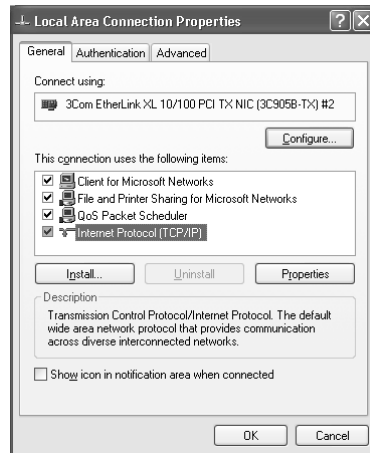 Local Area Connection Properties
General Authentication Advanced
Connect using:
3Com EtherLink XL 10/100 PCI TX NIC (3C905B-TX) #2
Configure...
This connection uses the following items:
Client for Microsoft Networks
File and Printer Sharing for Microsoft Networks
QoS Packet Scheduler
Internet Protocol (TCP/IP)
Install... Uninstall Properties
Description
Transmission Control Protocol/Internet Protocol. The default
wide area network protocol that provides communication
across diverse interconnected networks.
Show icon in notification area when connected
OK Cancel